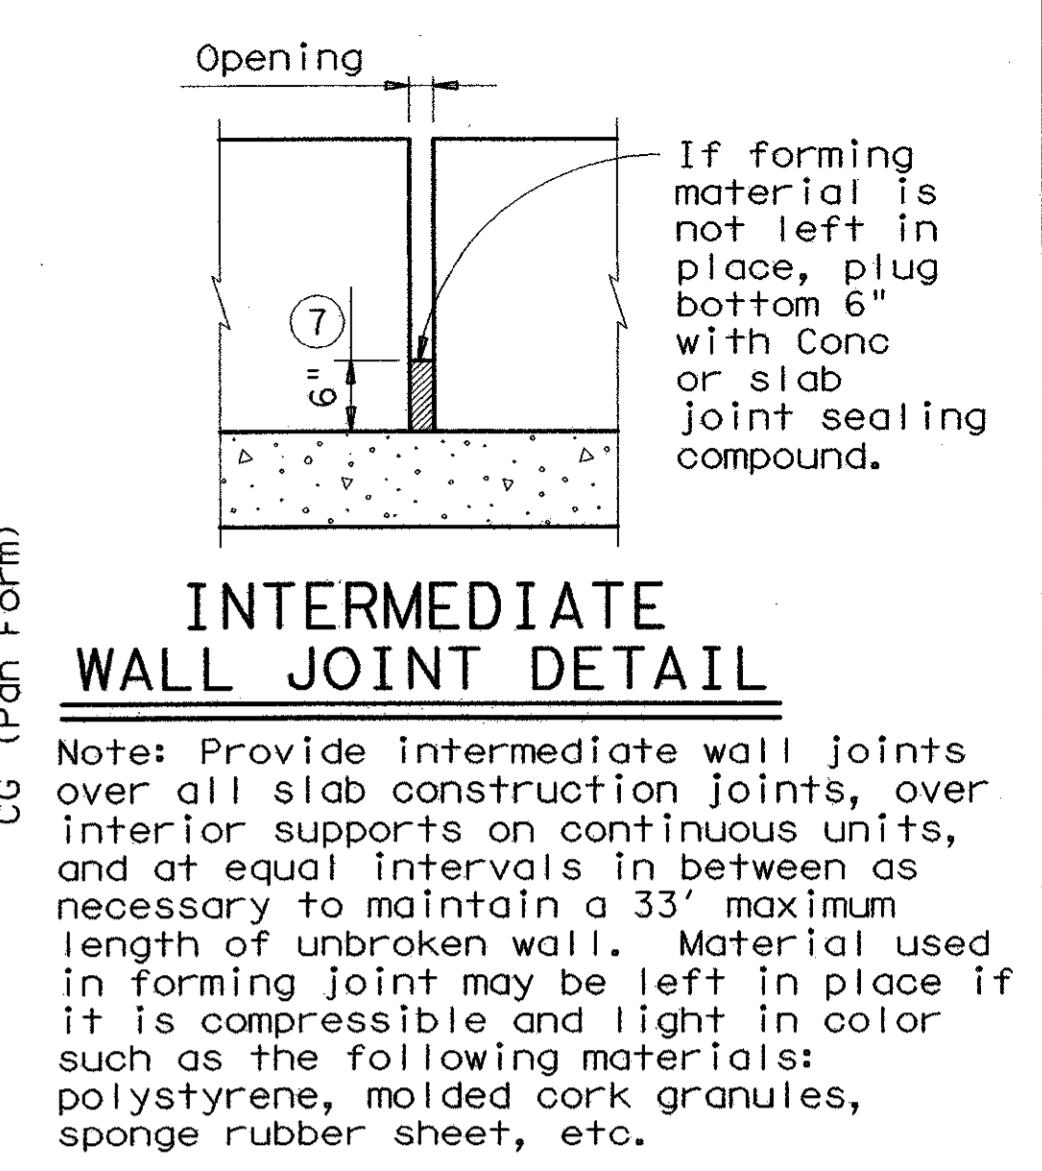 Opening
If forming
material is
not left in
place, plug
bottom 6"
with Conc
or slab
joint sealing
compound.
7
6"
INTERMEDIATE
WALL JOINT DETAIL
Note: Provide intermediate wall joints
over all slab construction joints, over
interior supports on continuous units,
and at equal intervals in between as
necessary to maintain a 33' maximum
length of unbroken wall. Material used
in forming joint may be left in place if
it is compressible and light in color
such as the following materials:
polystyrene, molded cork granules,
sponge rubber sheet, etc.
CG (Pan Form)